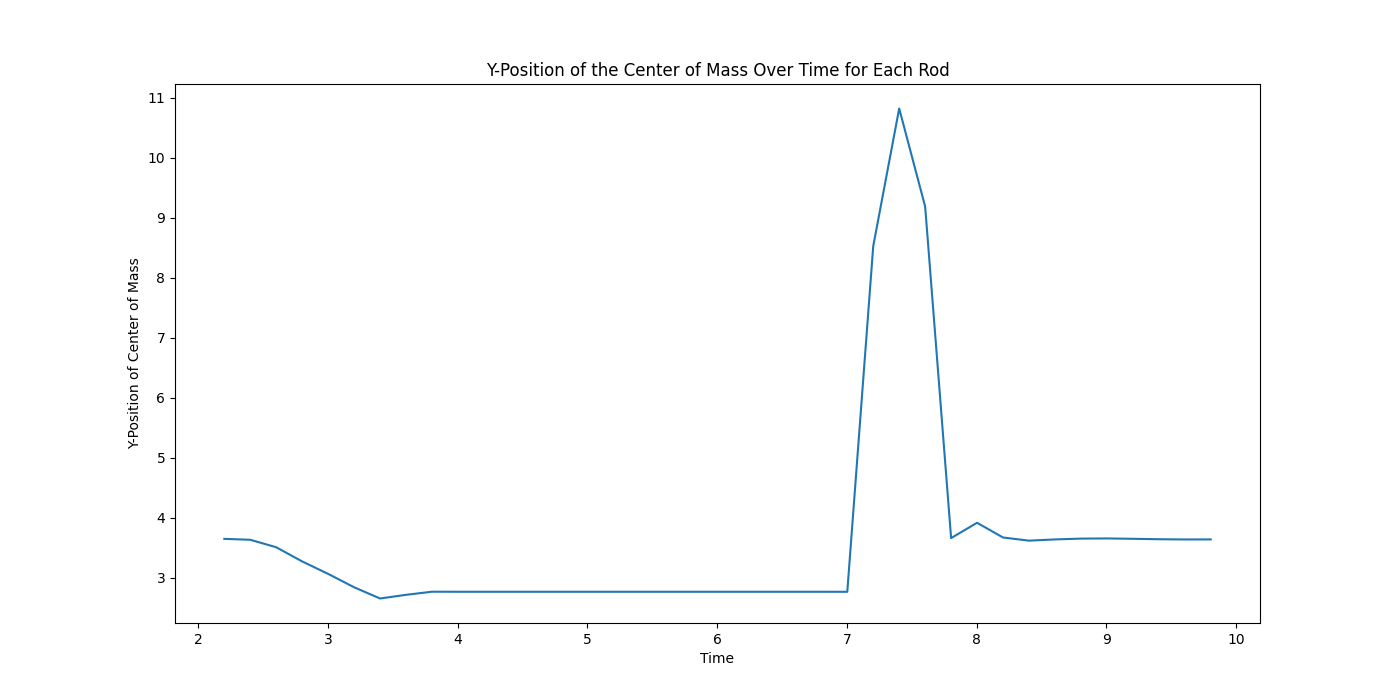 Y-Position of the Center of Mass Over Time for Each Rod
11
10
9
8
7
6
5
4
3
Y-Position of Center of Mass
2 3 4 5 6 7 8 9 10
Time